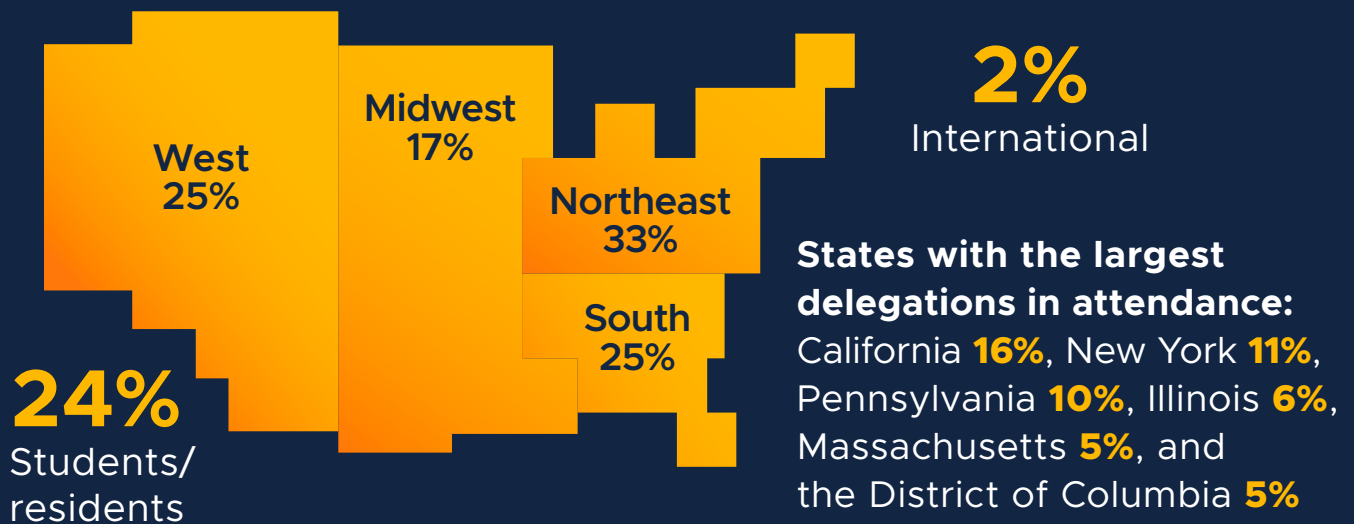 West
25%
Midwest
17%
Northeast
33%
South
25%
2%
International
24%
Students/
residents
States with the largest
delegations in attendance:
California 16%, New York 11%,
Pennsylvania 10%, Illinois 6%,
Massachusetts 5%, and
the District of Columbia 5%